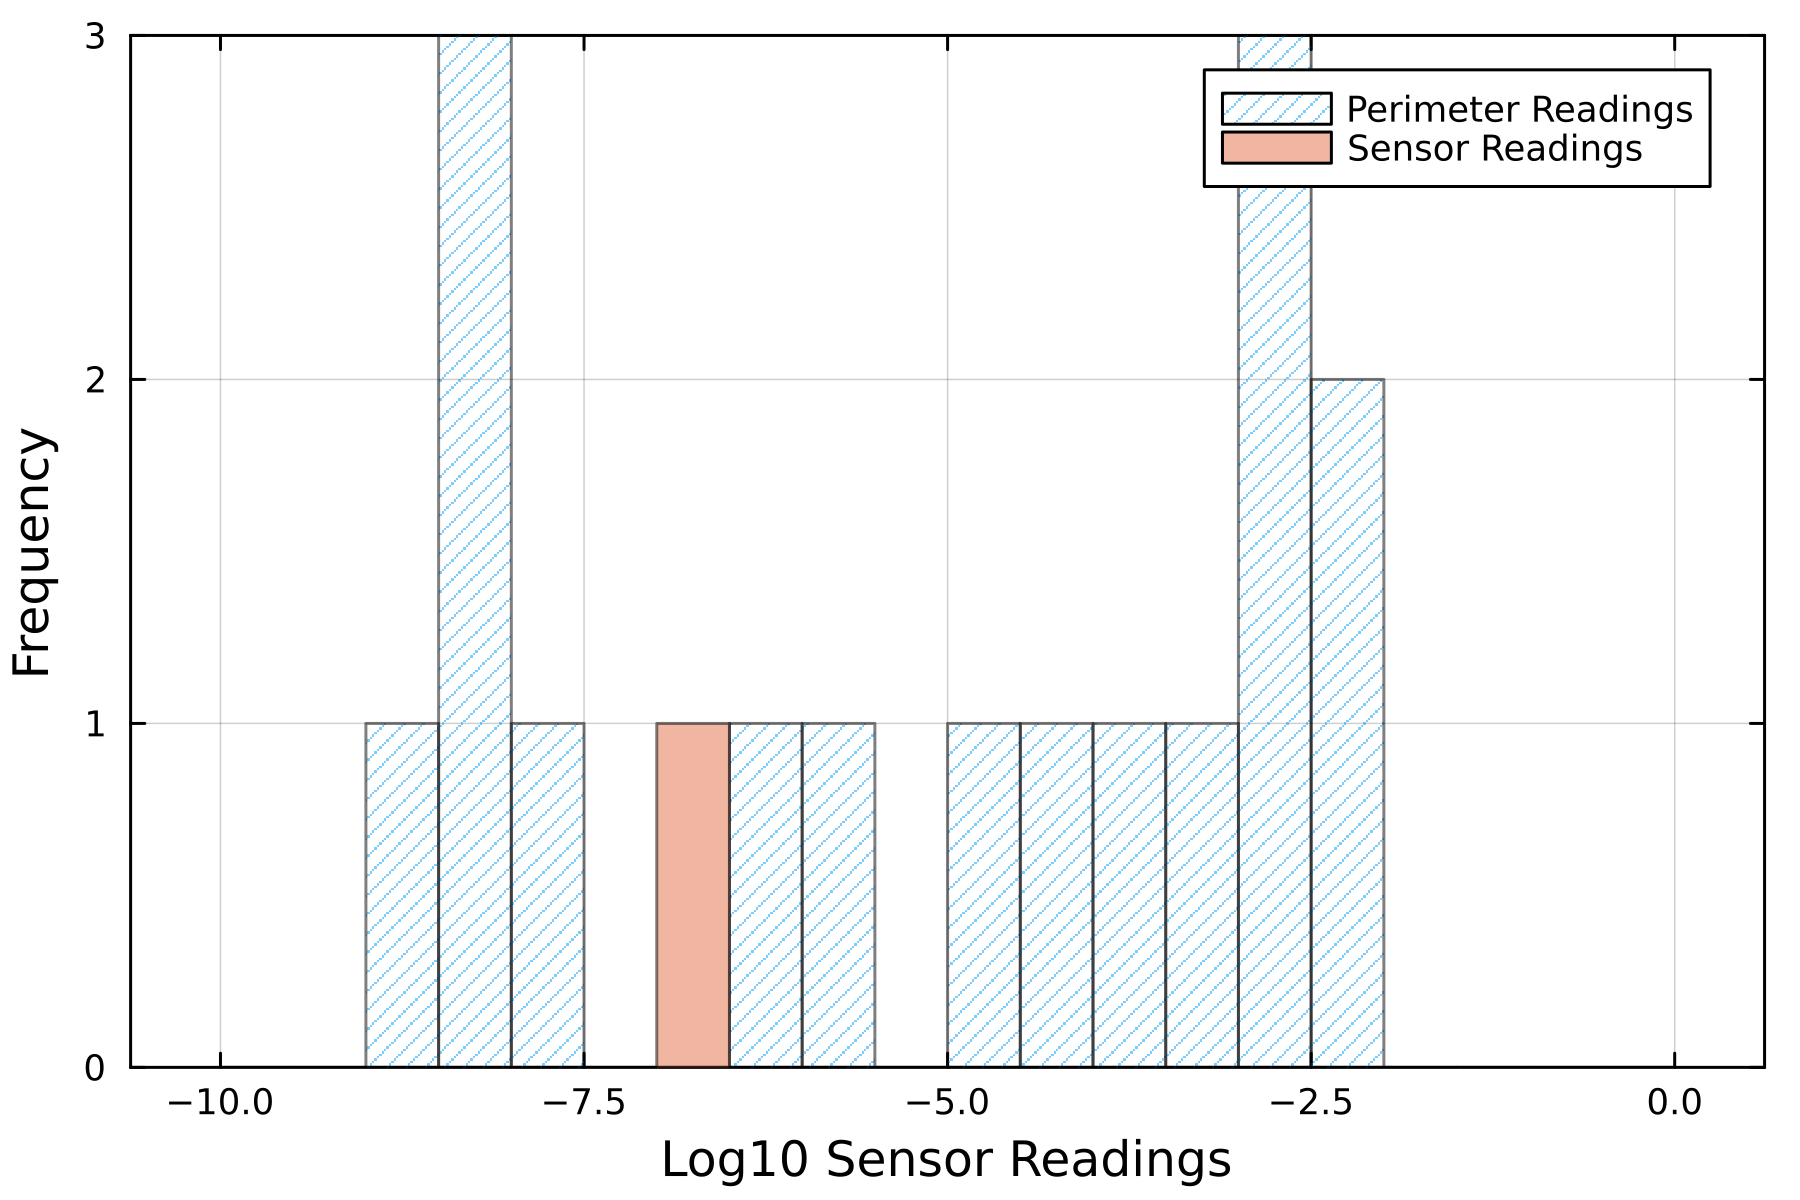 3
2
1
0
Frequency
Perimeter Readings
Sensor Readings
−10.0 −7.5 −5.0 −2.5 0.0
Log10 Sensor Readings